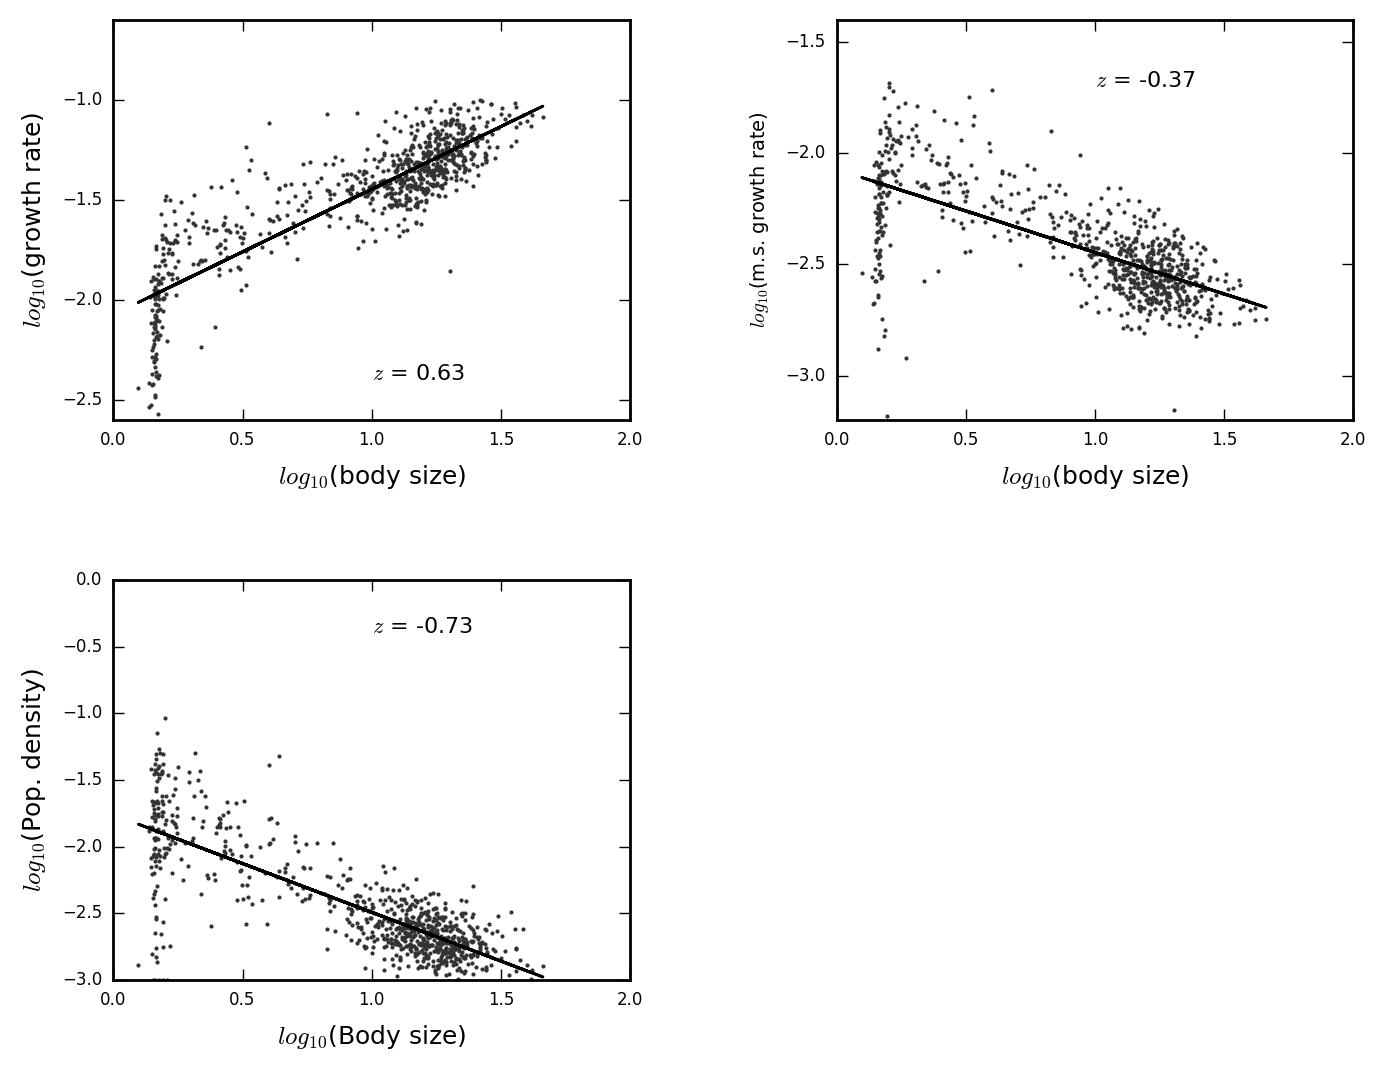 −1.0
−1.5
−2.0
−2.5
log10(growth rate)
z = 0.63
0.0 0.5 1.0 1.5 2.0
log10(body size)
−1.5
−2.0
−2.5
−3.0
log10(m.s. growth rate)
z = -0.37
0.0 0.5 1.0 1.5 2.0
log10(body size)
0.0
−0.5
−1.0
−1.5
−2.0
−2.5
−3.0
log10(Pop. density)
z = -0.73
0.0 0.5 1.0 1.5 2.0
log10(Body size)